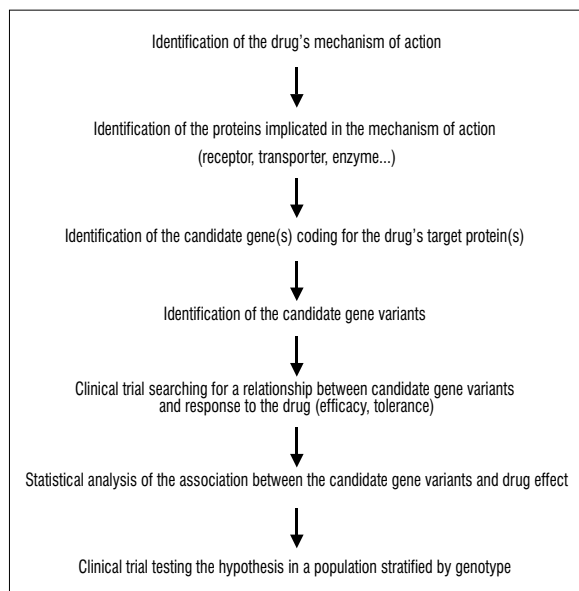 Identification of the drug's mechanism of action
Identification of the proteins implicated in the mechanism of action
(receptor, transporter, enzyme...)
Identification of the candidate gene(s) coding for the drug's target protein(s)
Identification of the candidate gene variants
Clinical trial searching for a relationship between candidate gene variants
and response to the drug (efficacy, tolerance)
Statistical analysis of the association between the candidate gene variants and drug effect
Clinical trial testing the hypothesis in a population stratified by genotype